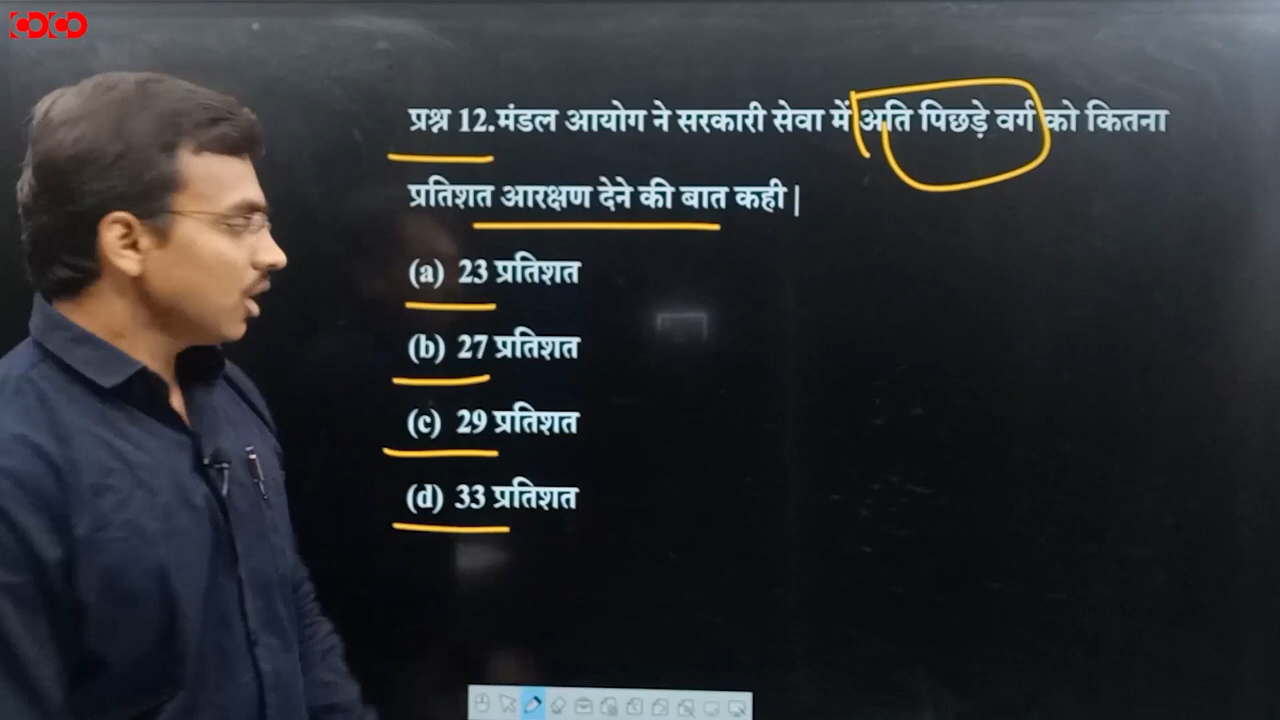 प्रश्न 12.मंडल आयोग ने सरकारी सेवा में अति पिछड़े वर्ग को कितना
प्रतिशत आरक्षण देने की बात कही |
(a) 23 प्रतिशत
(b) 27 प्रतिशत
(c) 29 प्रतिशत
(d) 33 प्रतिशत